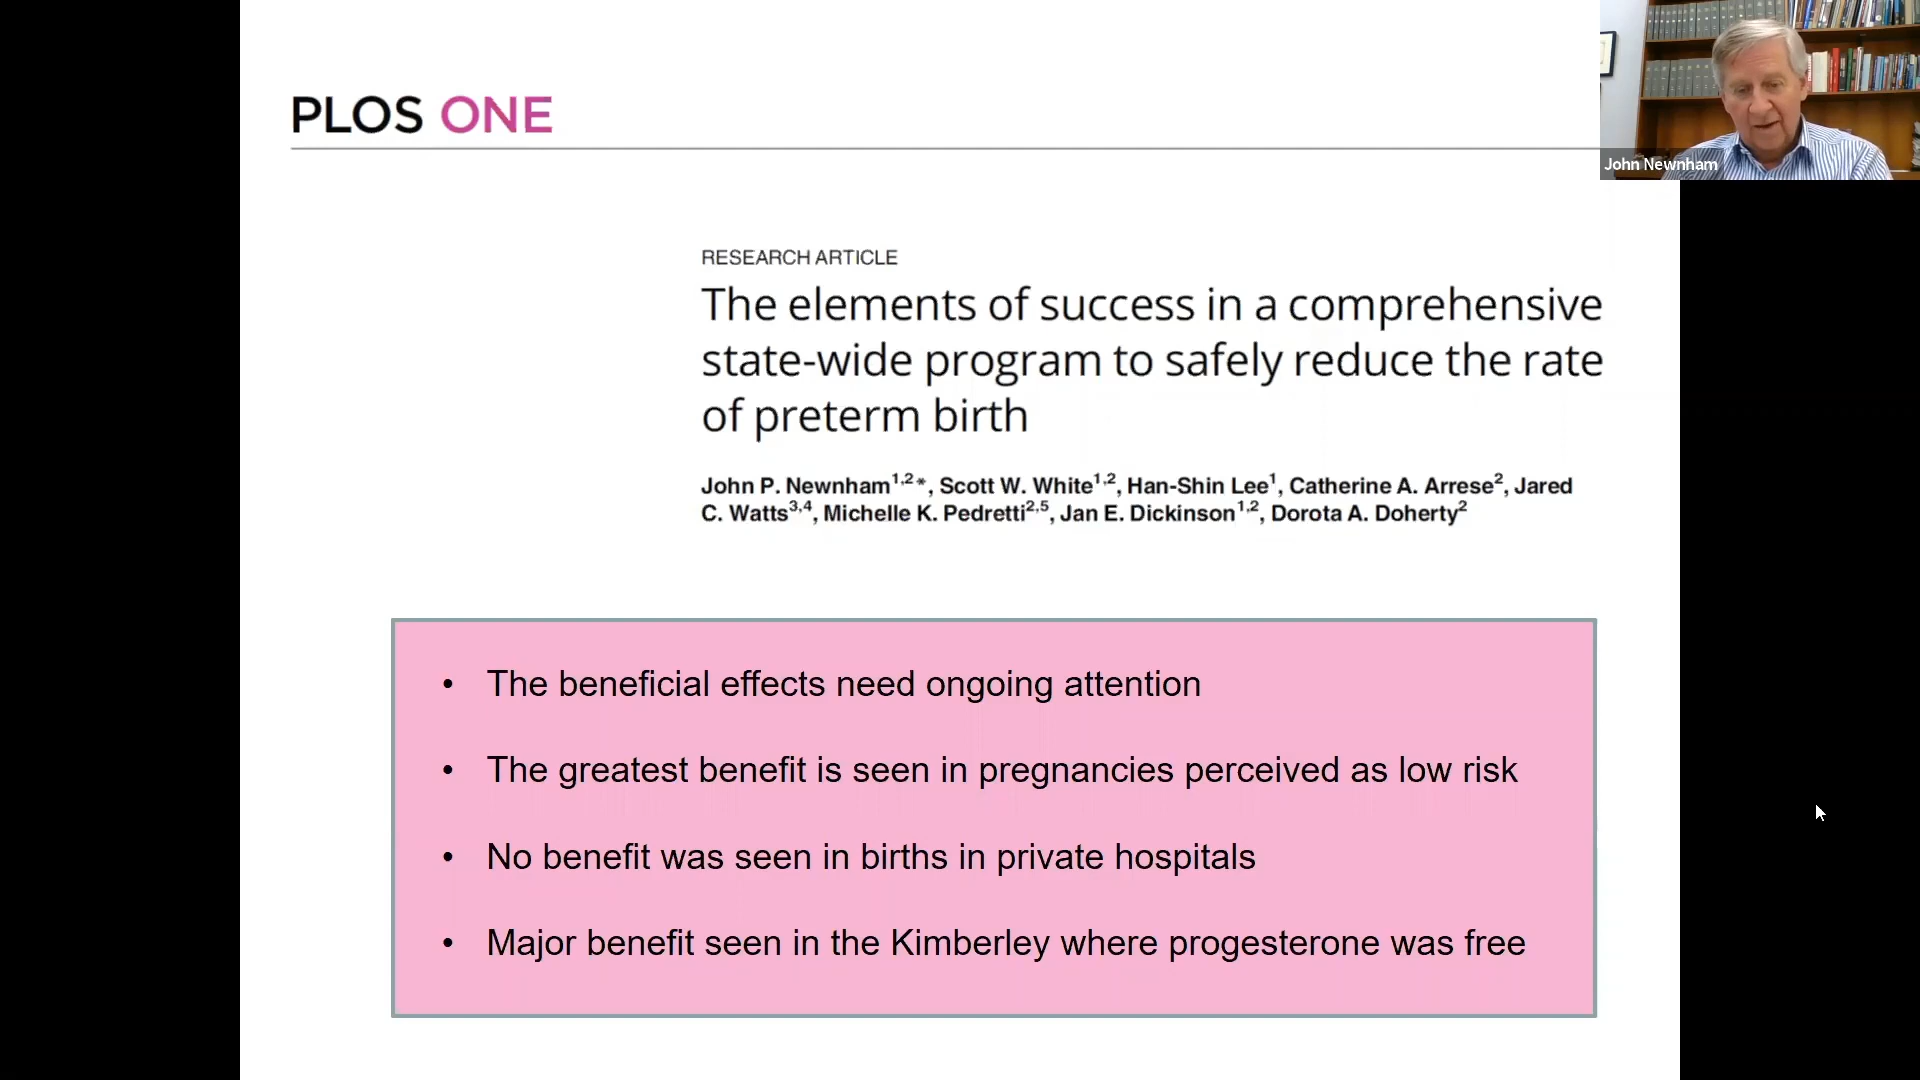 PLOS ONE
John Newnham
RESEARCH ARTICLE
The elements of success in a comprehensive
state-wide program to safely reduce the rate
of preterm birth
John P. Newnham1,2*, Scott W. White1,2, Han-Shin Lee1, Catherine A. Arrese2, Jared
C. Watts3,4, Michelle K. Pedretti2,5, Jan E. Dickinson1,2, Dorota A. Doherty2
• The beneficial effects need ongoing attention
• The greatest benefit is seen in pregnancies perceived as low risk
• No benefit was seen in births in private hospitals
• Major benefit seen in the Kimberley where progesterone was free